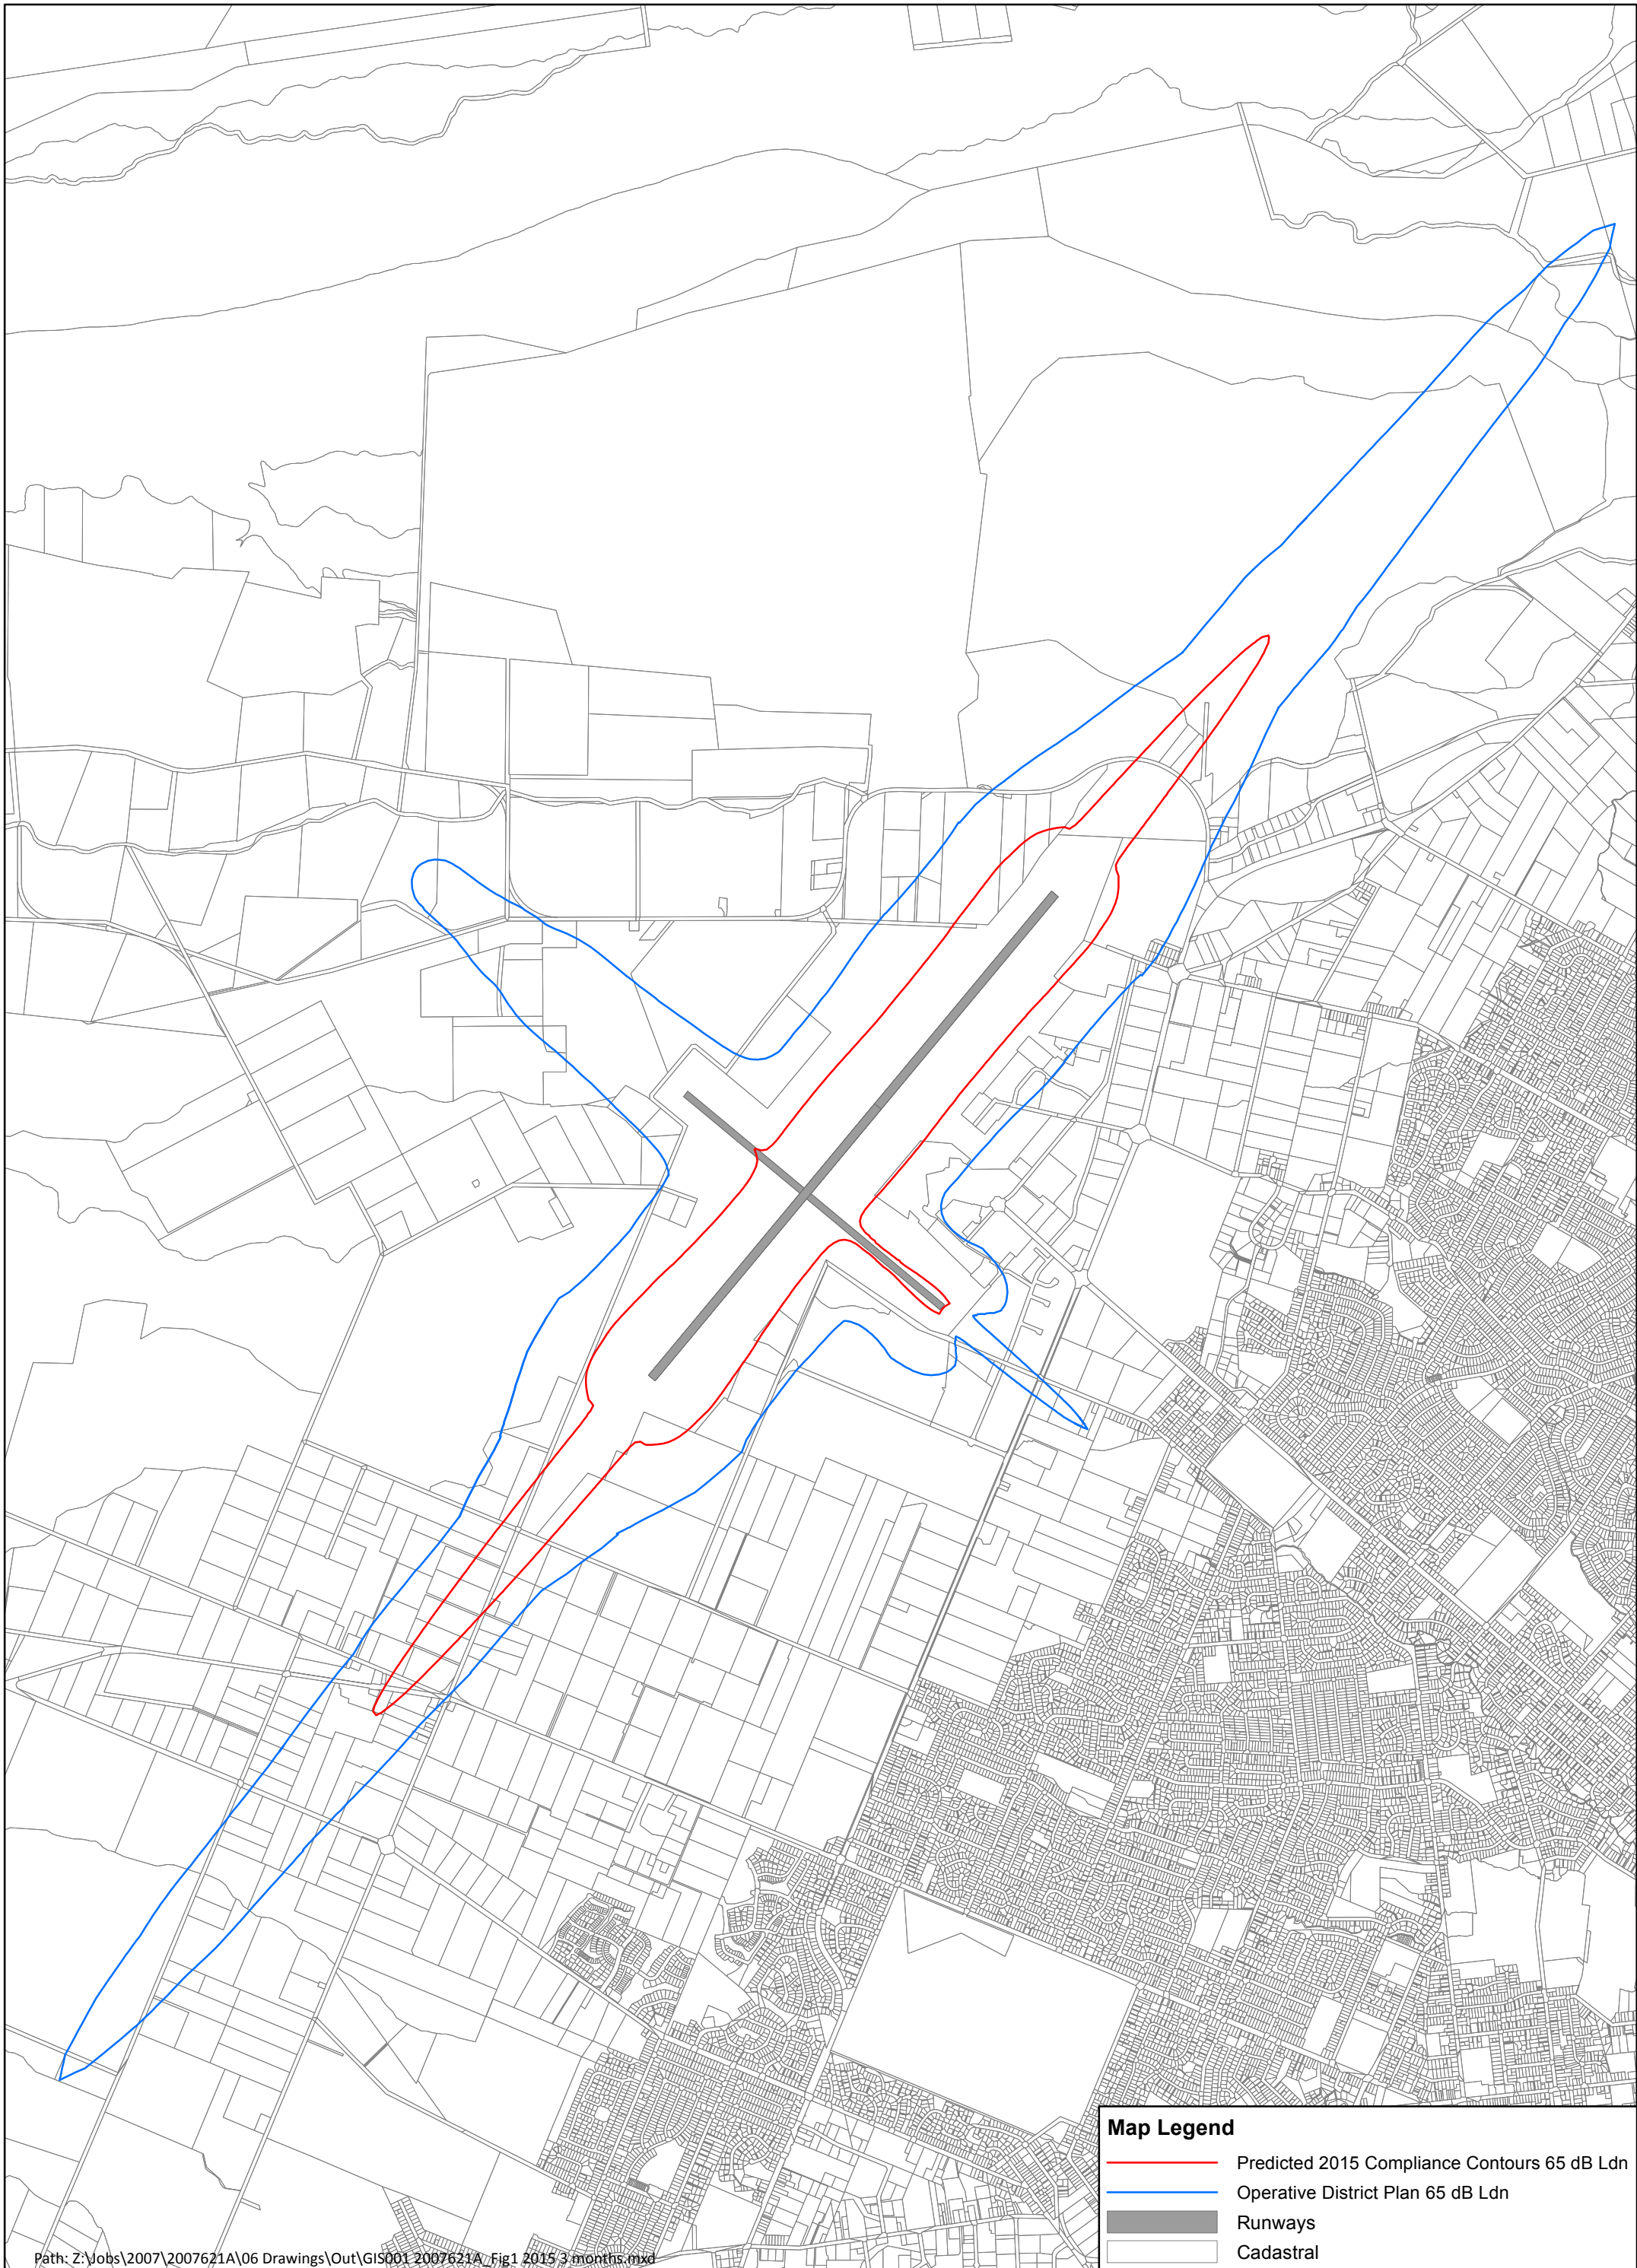 Map Legend
Predicted 2015 Compliance Contours 65 dB Ldn
Operative District Plan 65 dB Ldn
Runways
Cadastral
Path: Z:\Jobs\2007\2007621A\06 Drawings\Out\GIS001 2007621A_Fig1 2015 3 months.mxd